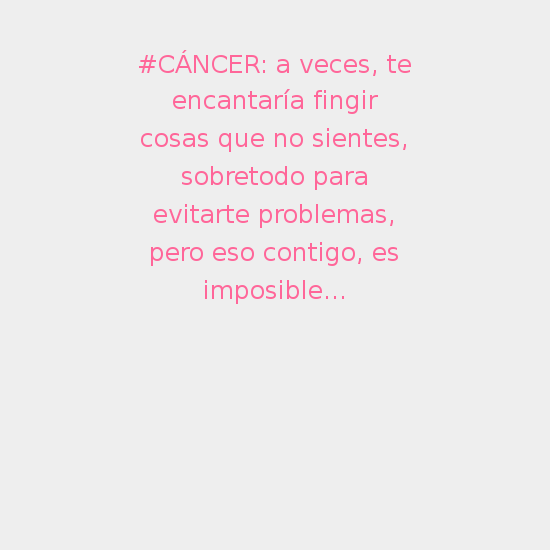 #CÁNCER: a veces, te
encantaría fingir
cosas que no sientes,
sobretodo para
evitarte problemas,
pero eso contigo, es
imposible...